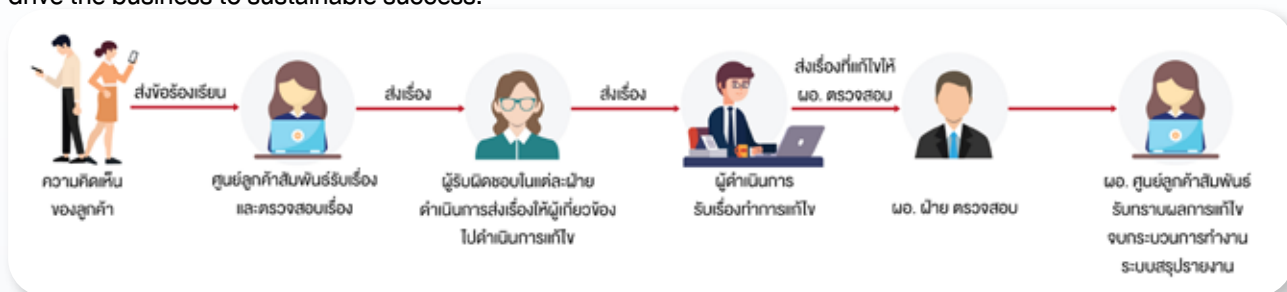 drive the business to sustainable success.
ส่งข้อร้องเรียน
ส่งเรื่อง
ส่งเรื่อง
ส่งเรื่องที่แก้ไขให้
ผอ. ตรวจสอบ
ความคิดเห็น
ของลูกค้า
ศูนย์ลูกค้าสัมพันธ์รับเรื่อง
และตรวจสอบเรื่อง
ผู้รับผิดชอบในแต่ละฝ่าย
ดำเนินการส่งเรื่องให้ผู้เกี่ยวข้อง
ไปดำเนินการแก้ไข
ผู้ดำเนินการ
รับเรื่องทำการแก้ไข
ผอ. ฝ่าย ตรวจสอบ
ผอ. ศูนย์ลูกค้าสัมพันธ์
รับทราบผลการแก้ไข
จบกระบวนการทำงาน
ระบบสรุปรายงาน